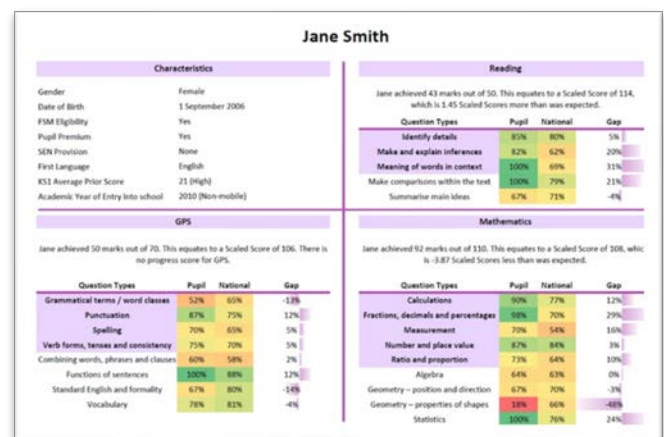 Jane Smith
Characteristics
Gender Female
Date of Birth 1 September 2006
FSM Eligibility Yes
Pupil Premium Yes
SEN Provision None
First Language English
KS1 Average Prior Score 21 (High)
Academic Year of Entry into school 2010 (Non-mobile)
Reading
Jane achieved 43 marks out of 50. This equates to a Scaled Score of 114,
which is 1.45 Scaled Scores more than was expected.
Question Types Pupil National Gap
Identify details 85% 80% 5%
Make and explain inferences 82% 62% 20%
Meaning of words in context 100% 69% 31%
Make comparisons within the text 100% 79% 21%
Summarise main ideas 67% 71% -4%
GPS
Jane achieved 50 marks out of 70. This equates to a Scaled Score of 106. There is
no progress score for GPS.
Question Types Pupil National Gap
Grammatical terms / word classes 52% 65% -13%
Punctuation 87% 75% 12%
Spelling 70% 65% 5%
Verb forms, tenses and consistency 75% 70% 5%
Combining words, phrases and clauses 60% 58% 2%
Functions of sentences 100% 88% 12%
Standard English and formality 67% 80% -14%
Vocabulary 78% 81% -4%
Mathematics
Jane achieved 92 marks out of 110. This equates to a Scaled Score of 108, whic
is -3.87 Scaled Scores less than was expected.
Question Types Pupil National Gap
Calculations 90% 77% 12%
Fractions, decimals and percentages 98% 70% 29%
Measurement 70% 54% 16%
Number and place value 87% 84% 3%
Ratio and proportion 73% 64% 10%
Algebra 64% 63% 0%
Geometry – position and direction 67% 70% -3%
Geometry – properties of shapes 18% 66% -48%
Statistics 100% 76% 24%